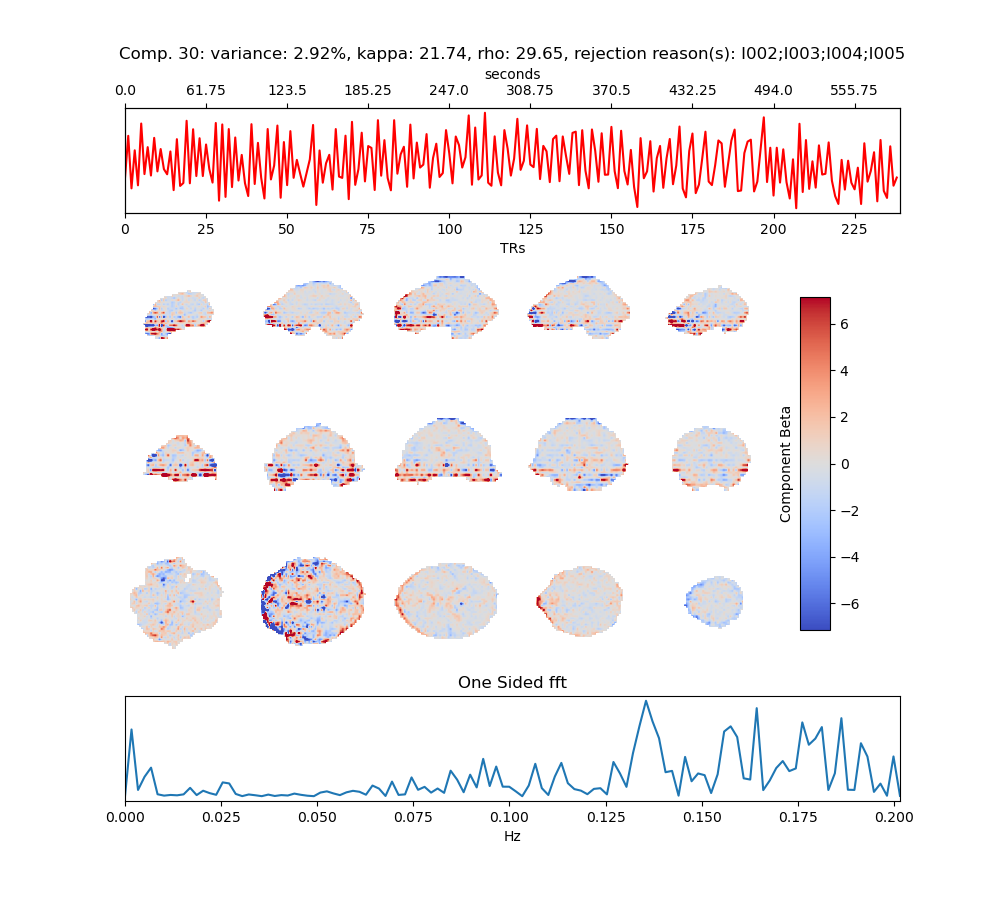 Comp. 30: variance: 2.92%, kappa: 21.74, rho: 29.65, rejection reason(s): I002;I003;I004;I005
seconds
0.0 61.75 123.5 185.25 247.0 308.75 370.5 432.25 494.0 555.75
0 25 50 75 100 125 150 175 200 225
TRs
6
4
2
0
−2
−4
−6
Component Beta
One Sided fft
0.000 0.025 0.050 0.075 0.100 0.125 0.150 0.175 0.200
Hz